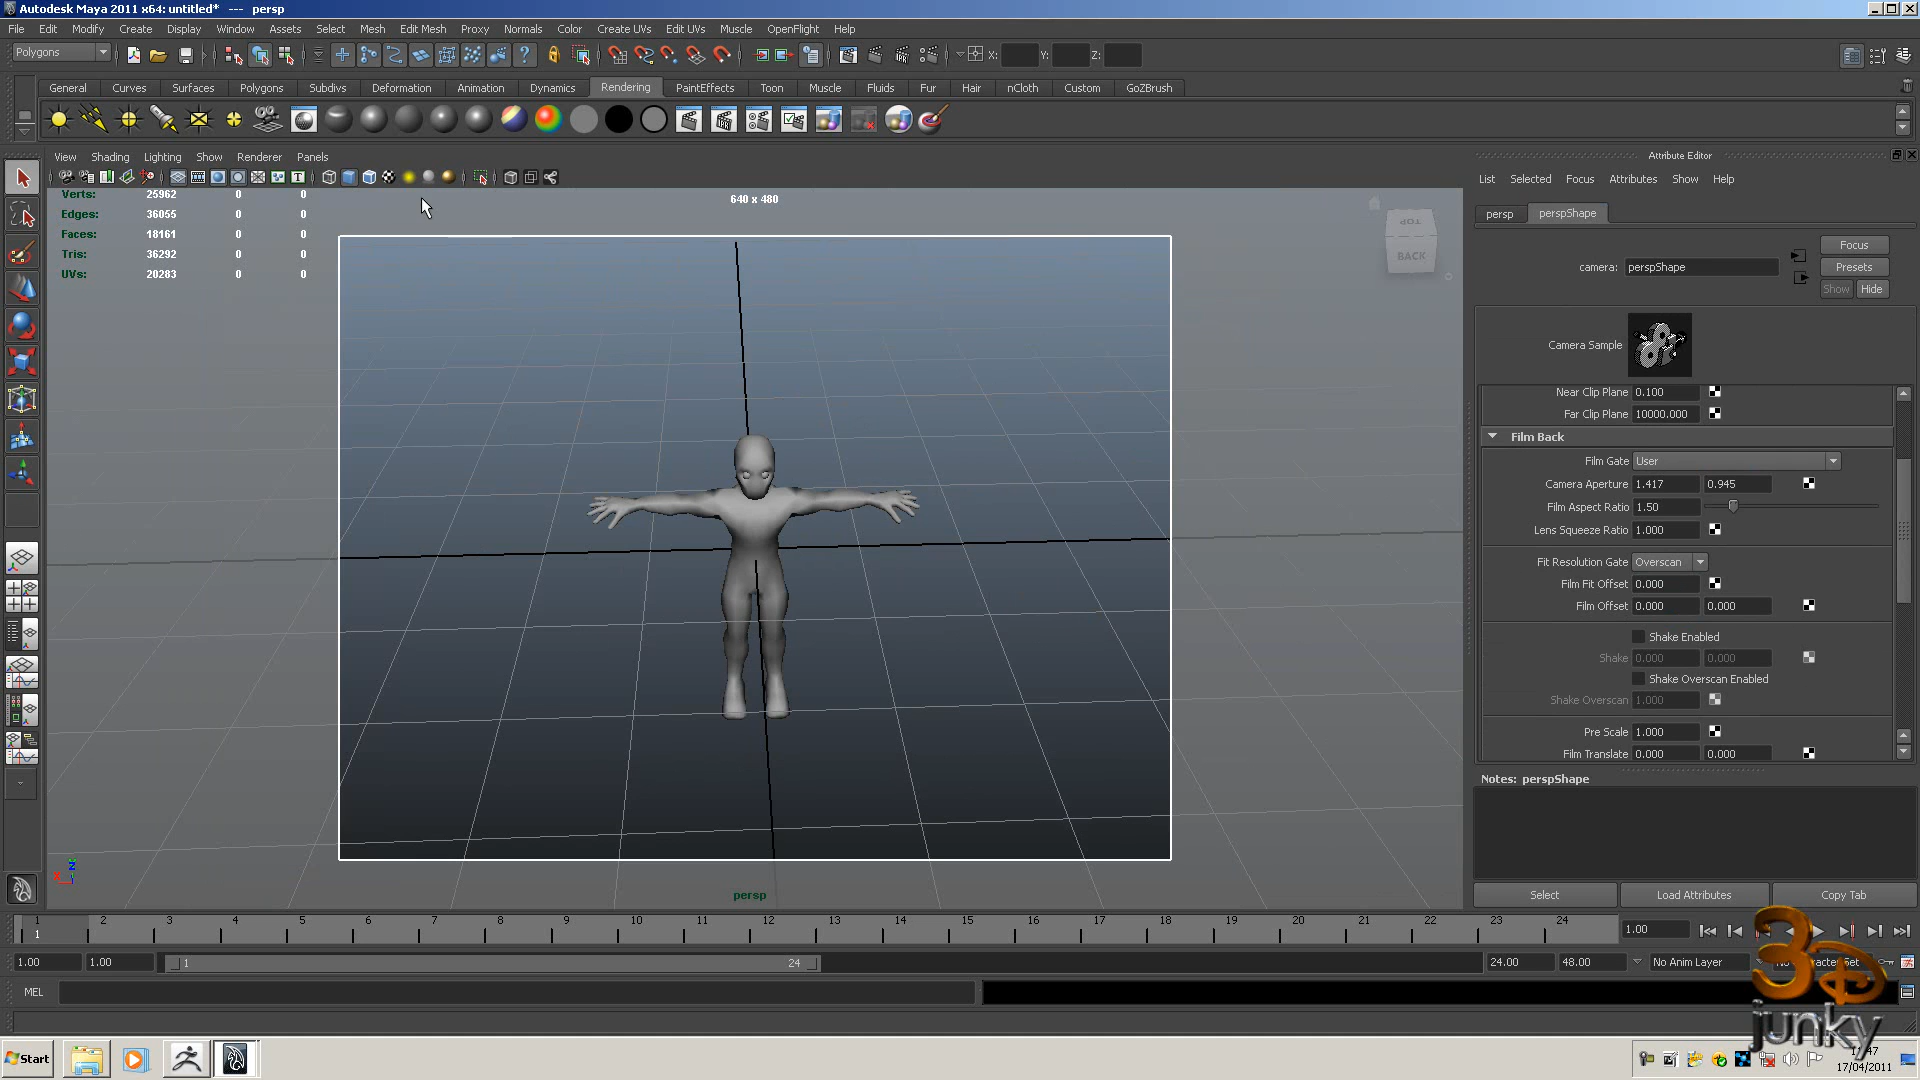 Autodesk Maya 2011 x64: untitled* --- persp
File Edit Modify Create Display Window Assets Select Mesh Edit Mesh Proxy Normals Color Create UVs Edit UVs Muscle OpenFlight Help
Polygons X: Y: Z:
General Curves Surfaces Polygons Subdivs Deformation Animation Dynamics Rendering PaintEffects Toon Muscle Fluids Fur Hair nCloth Custom GoZBrush
View Shading Lighting Show Renderer Panels
Verts: 25962 0 0
Edges: 36055 0 0
Faces: 18161 0 0
Tris: 36292 0 0
UVs: 20283 0 0
640 x 480
TOP
BACK
persp
Attribute Editor
List Selected Focus Attributes Show Help
persp perspShape
Focus
camera: perspShape Presets
Show Hide
Camera Sample
Near Clip Plane 0.100
Far Clip Plane 10000.000
Film Back
Film Gate User
Camera Aperture 1.417 0.945
Film Aspect Ratio 1.50
Lens Squeeze Ratio 1.000
Fit Resolution Gate Overscan
Film Fit Offset 0.000
Film Offset 0.000 0.000
Shake Enabled
Shake 0.000 0.000
Shake Overscan Enabled
Shake Overscan 1.000
Pre Scale 1.000
Film Translate 0.000 0.000
Notes: perspShape
Select Load Attributes Copy Tab
1 2 3 4 5 6 7 8 9 10 11 12 13 14 15 16 17 18 19 20 21 22 23 24
1 1.00
1.00 1.00 1 24 24.00 48.00 No Anim Layer
MEL
3D
junky
Start
17/04/2011